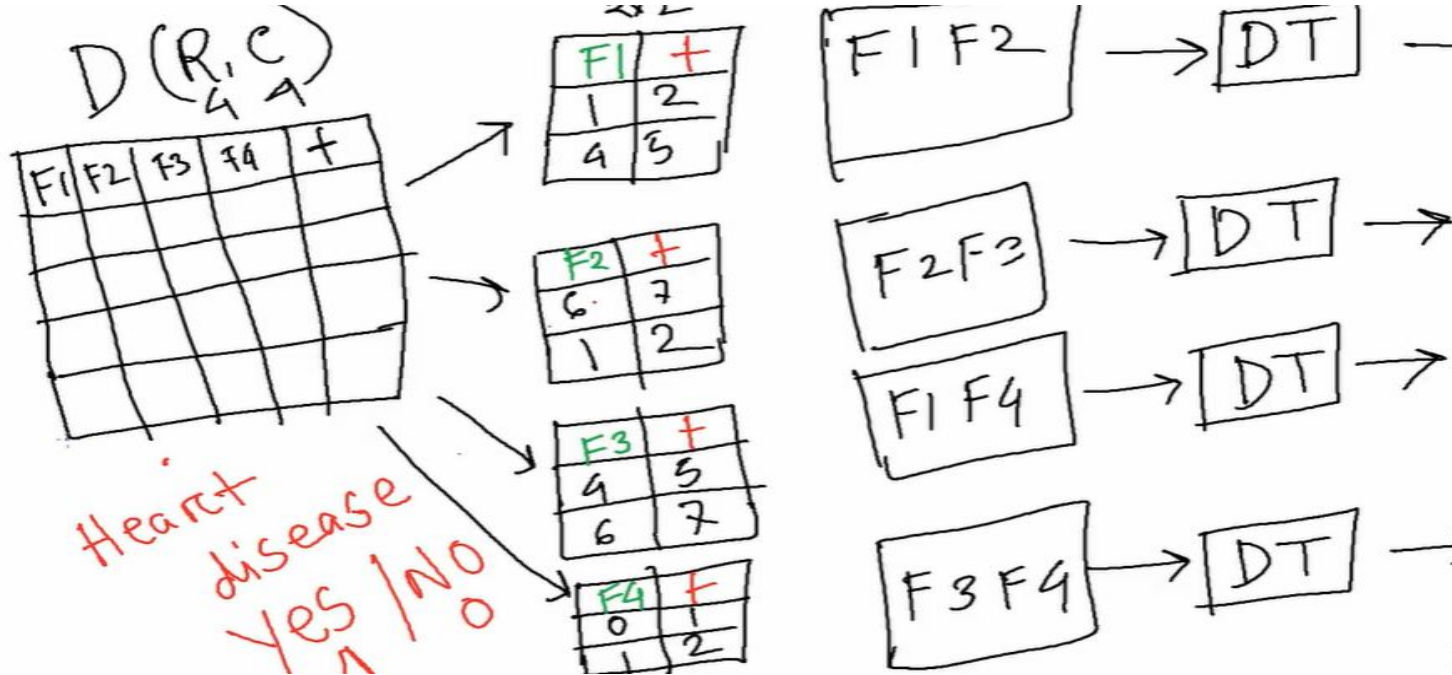 D (R, C)
4 4
F1 F2 F3 F4 t
Heart
disease
Yes / NO
1 0
F1 t
1 2
4 5
F2 t
6 7
1 2
F3 t
4 5
6 7
F4 t
0 1
1 2
F1 F2 DT
F2 F3 DT
F1 F4 DT
F3 F4 DT